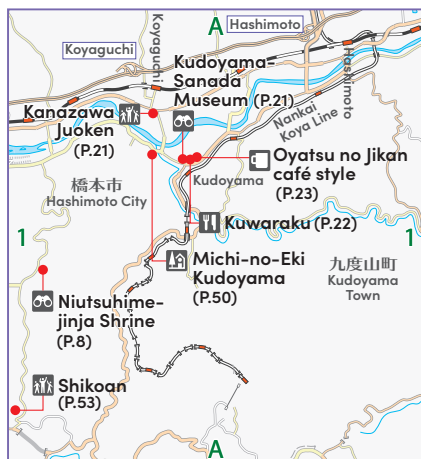 A
Hashimoto
Koyaguchi
Koyaguchi
Hashimoto
Kudoyama-
Sanada
Museum (P.21)
Kanazawa
Juoken
(P.21)
Nankai
Koya Line
Oyatsu no Jikan
café style
(P.23)
Kudoyama
橋本市
Hashimoto City
Kuwaraku (P.22)
1
1
Michi-no-Eki
Kudoyama
(P.50)
九度山町
Kudoyama
Town
Niutsuhime-
jinja Shrine
(P.8)
Shikoan
(P.53)
A